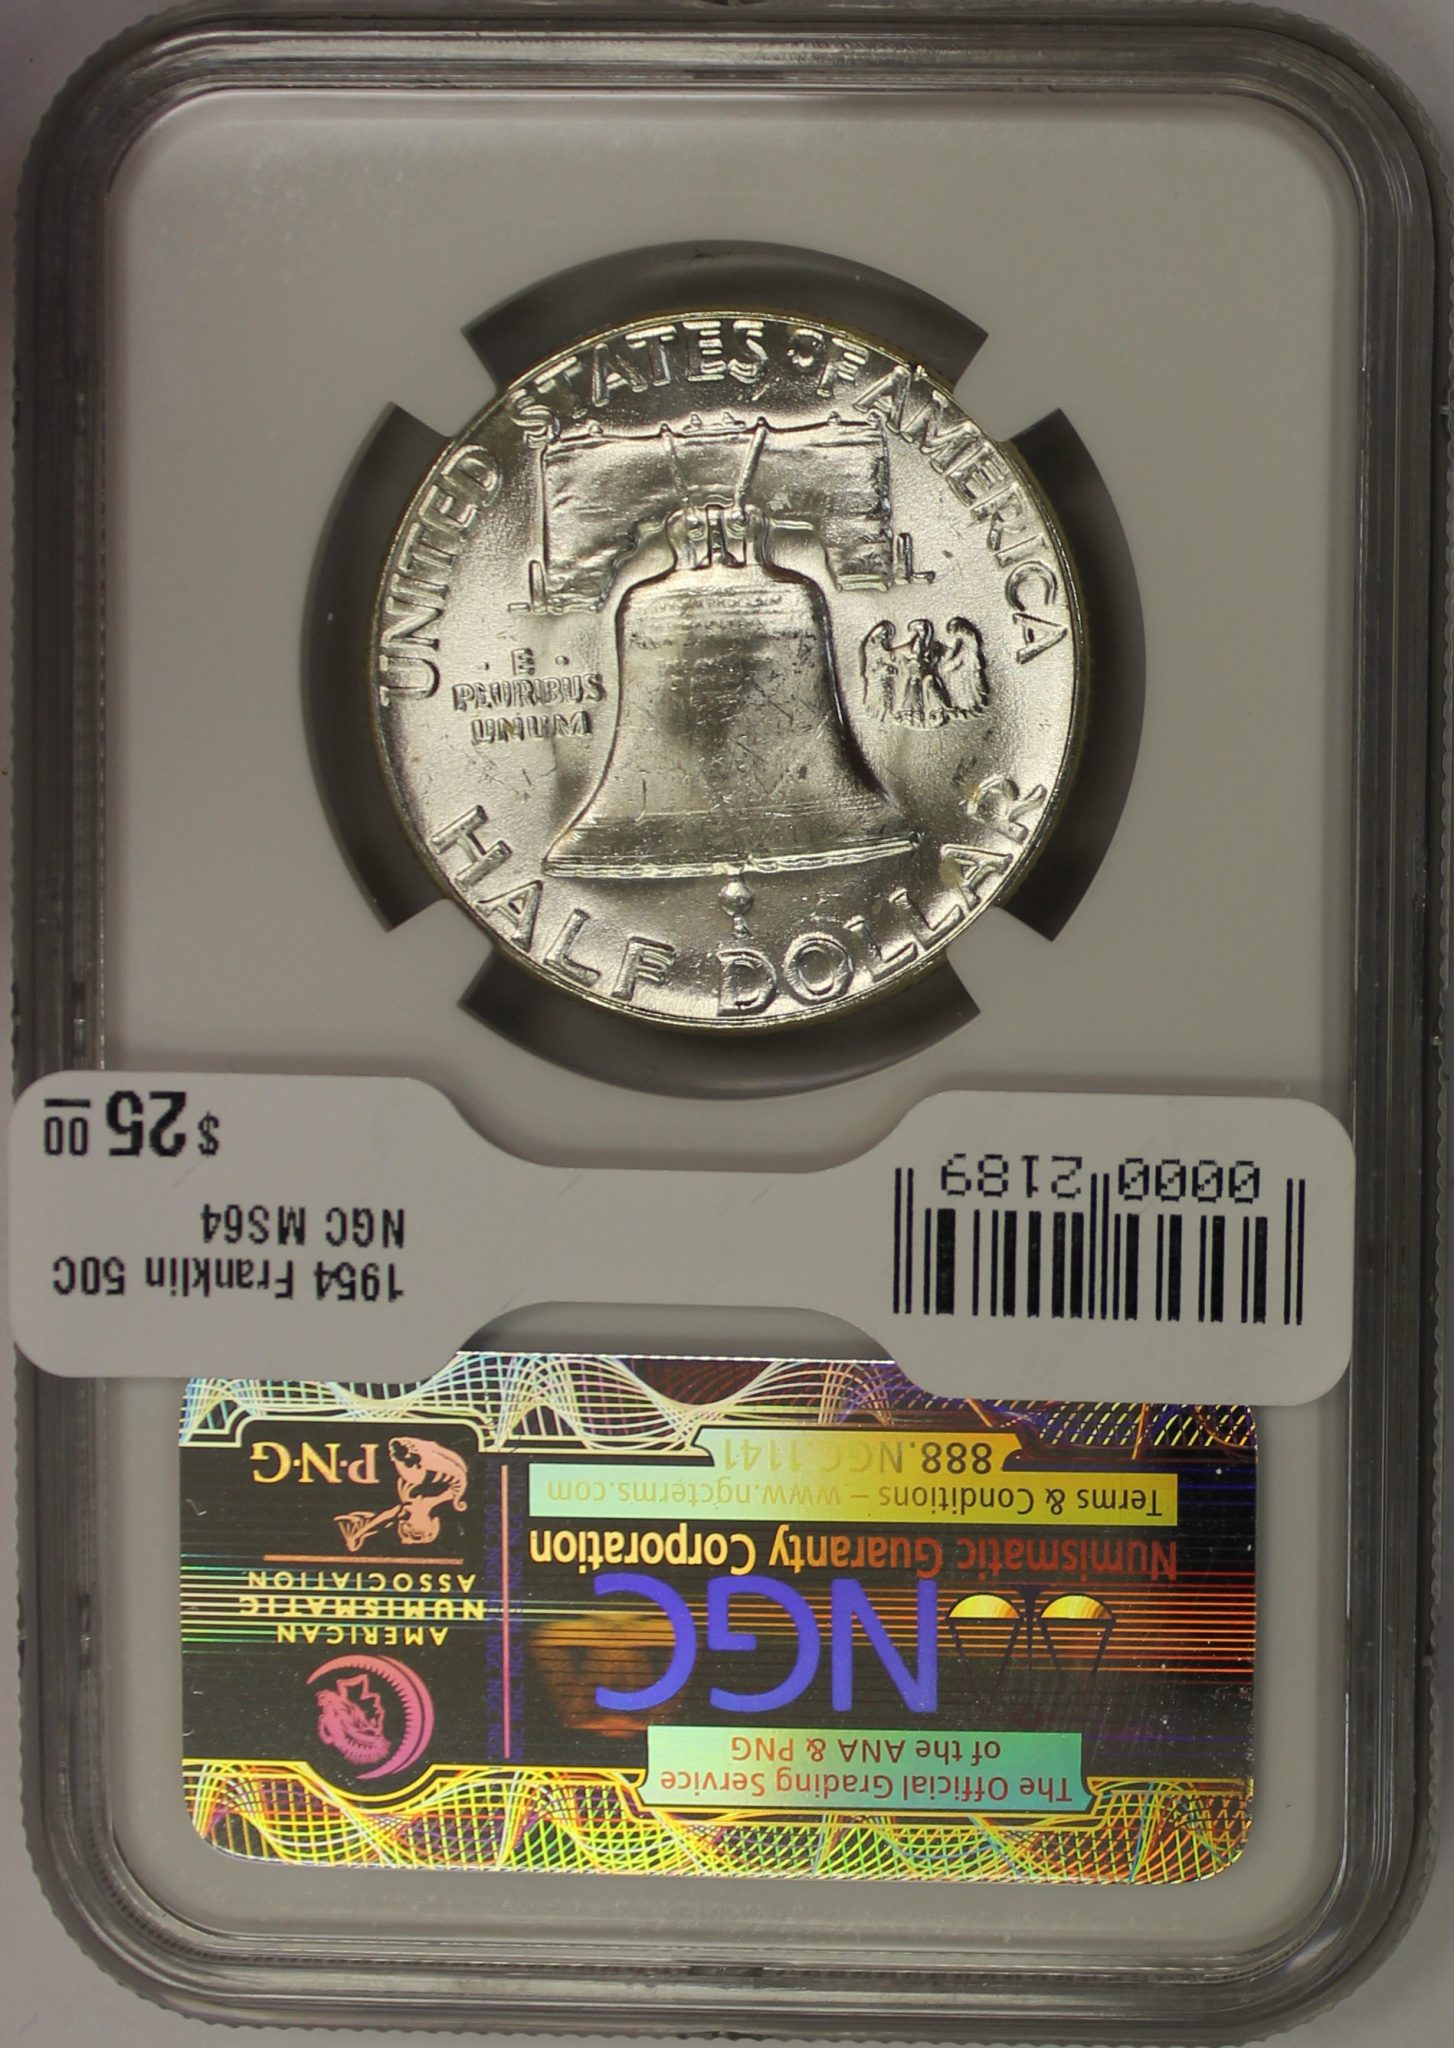 UNITED STATES OF AMERICA
· E ·
PLURIBUS
UNUM
HALF DOLLAR
$ 25 00
NGC MS64
1954 Franklin 50C
00002189
The Official Grading Service
of the ANA & PNG
NGC
Numismatic Guaranty Corporation
Terms & Conditions – www.ngcterms.com
888.NGC.1141
AMERICAN
NUMISMATIC
ASSOCIATION
P·N·G